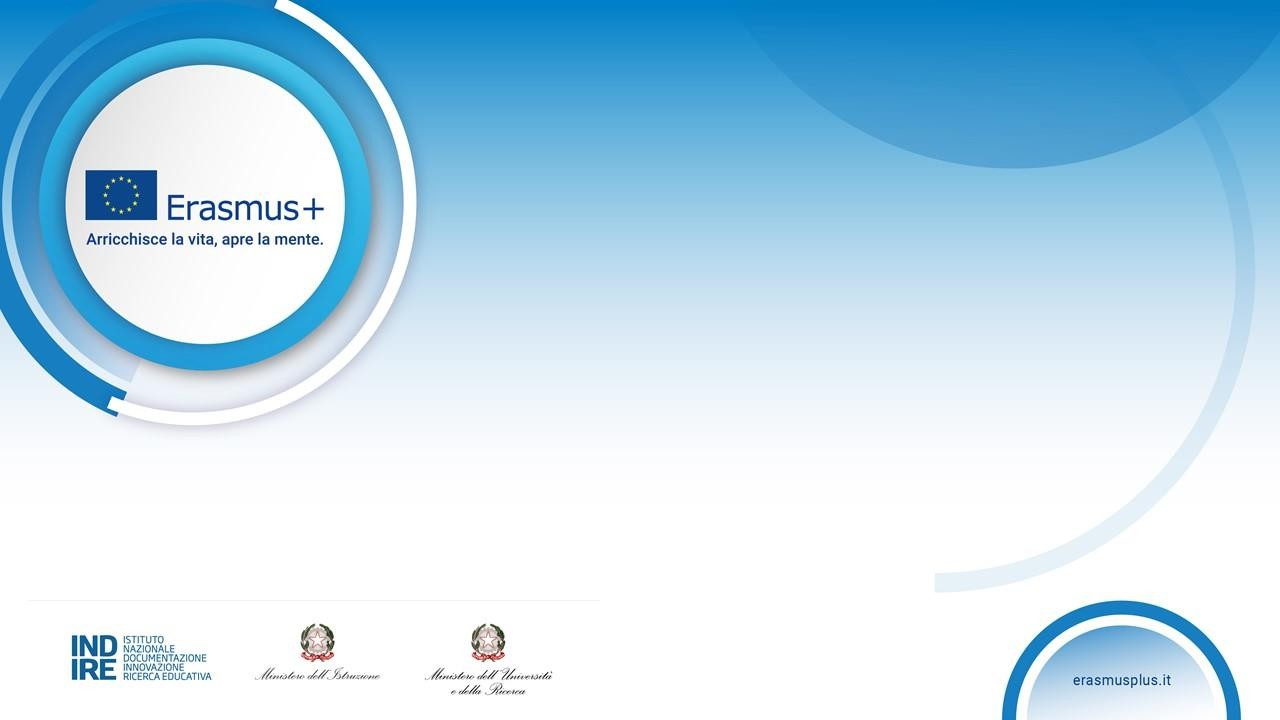 Erasmus+
Arricchisce la vita, apre la mente.
IND
IRE
ISTITUTO
NAZIONALE
DOCUMENTAZIONE
INNOVAZIONE
RICERCA EDUCATIVA
Ministero dell'Istruzione
Ministero dell'Università
e della Ricerca
erasmusplus.it